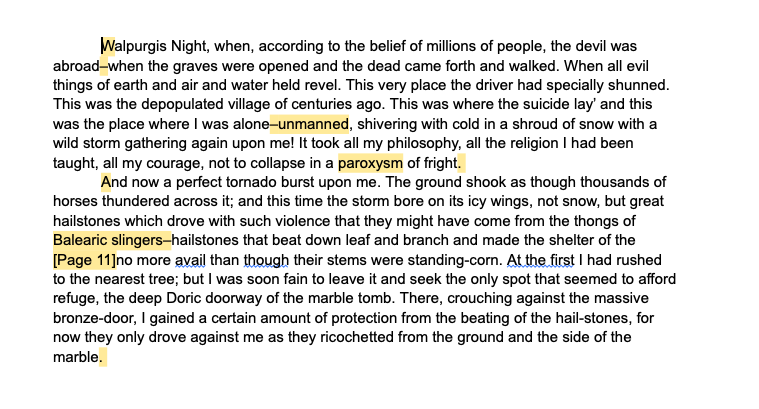 Walpurgis Night, when, according to the belief of millions of people, the devil was
abroad–when the graves were opened and the dead came forth and walked. When all evil
things of earth and air and water held revel. This very place the driver had specially shunned.
This was the depopulated village of centuries ago. This was where the suicide lay’ and this
was the place where I was alone–unmanned, shivering with cold in a shroud of snow with a
wild storm gathering again upon me! It took all my philosophy, all the religion I had been
taught, all my courage, not to collapse in a paroxysm of fright.
And now a perfect tornado burst upon me. The ground shook as though thousands of
horses thundered across it; and this time the storm bore on its icy wings, not snow, but great
hailstones which drove with such violence that they might have come from the thongs of
Balearic slingers–hailstones that beat down leaf and branch and made the shelter of the
[Page 11]no more avail than though their stems were standing-corn. At the first I had rushed
to the nearest tree; but I was soon fain to leave it and seek the only spot that seemed to afford
refuge, the deep Doric doorway of the marble tomb. There, crouching against the massive
bronze-door, I gained a certain amount of protection from the beating of the hail-stones, for
now they only drove against me as they ricochetted from the ground and the side of the
marble.